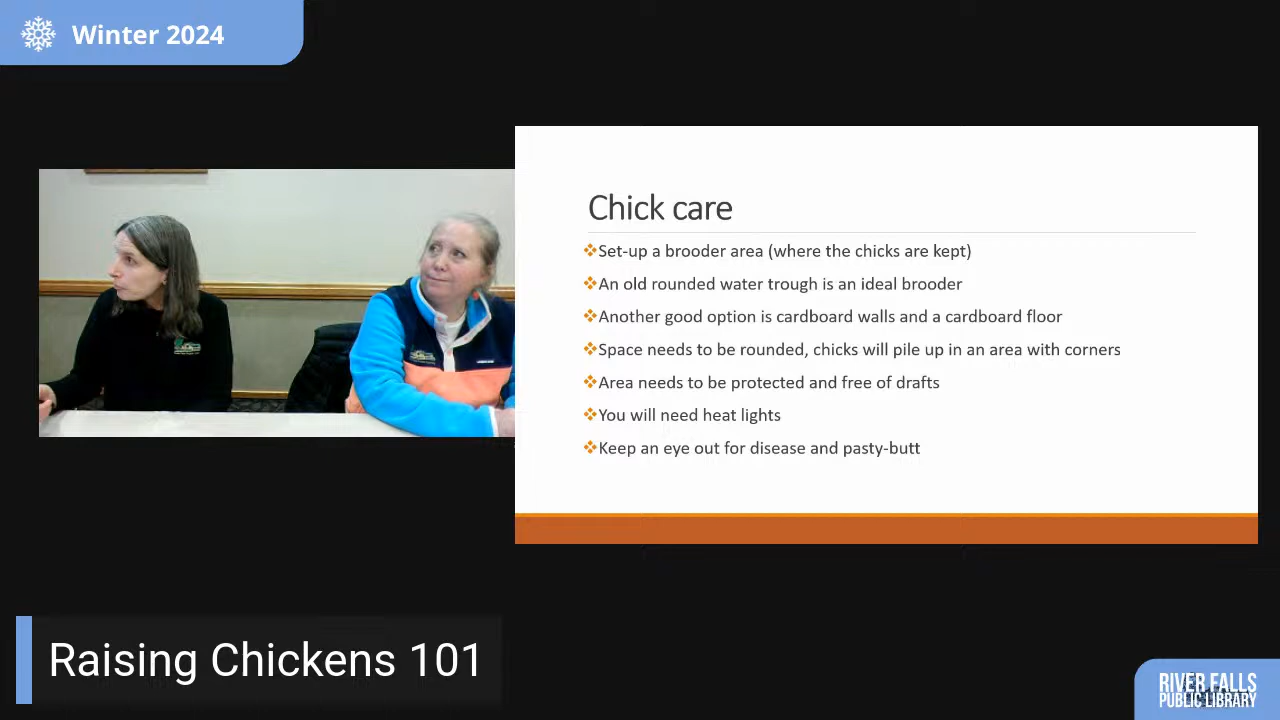 Winter 2024
Chick care
Set-up a brooder area (where the chicks are kept)
An old rounded water trough is an ideal brooder
Another good option is cardboard walls and a cardboard floor
Space needs to be rounded, chicks will pile up in an area with corners
Area needs to be protected and free of drafts
You will need heat lights
Keep an eye out for disease and pasty-butt
Raising Chickens 101
RIVER FALLS
PUBLIC LIBRARY